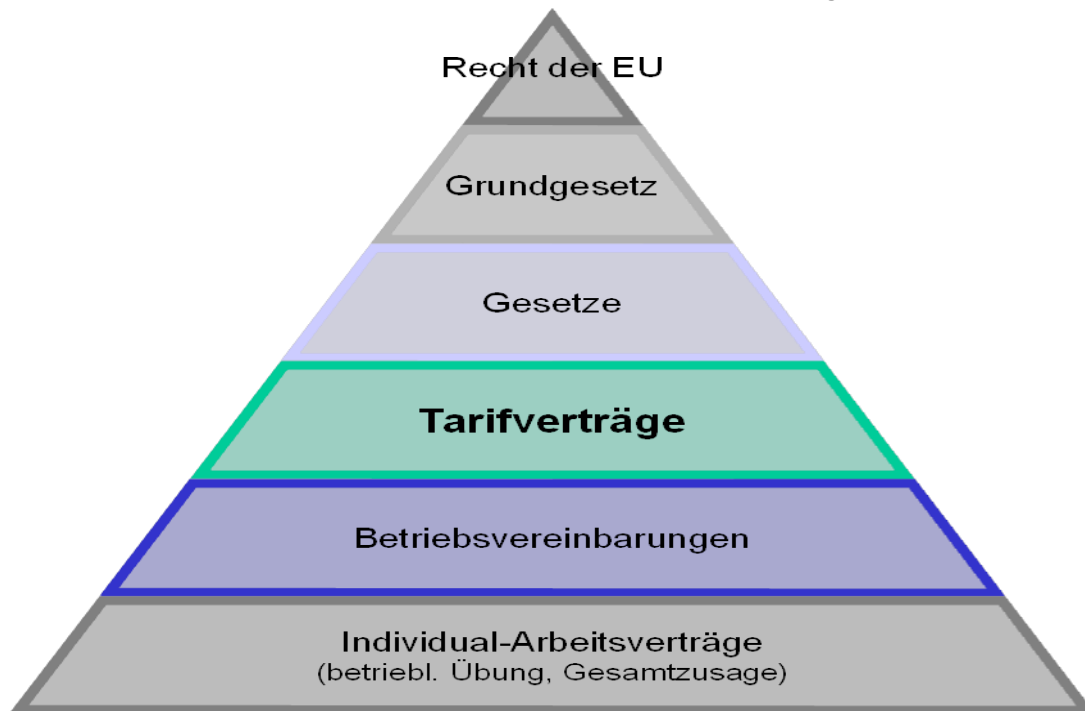 Recht der EU
Grundgesetz
Gesetze
Tarifverträge
Betriebsvereinbarungen
Individual-Arbeitsverträge
(betriebl. Übung, Gesamtzusage)